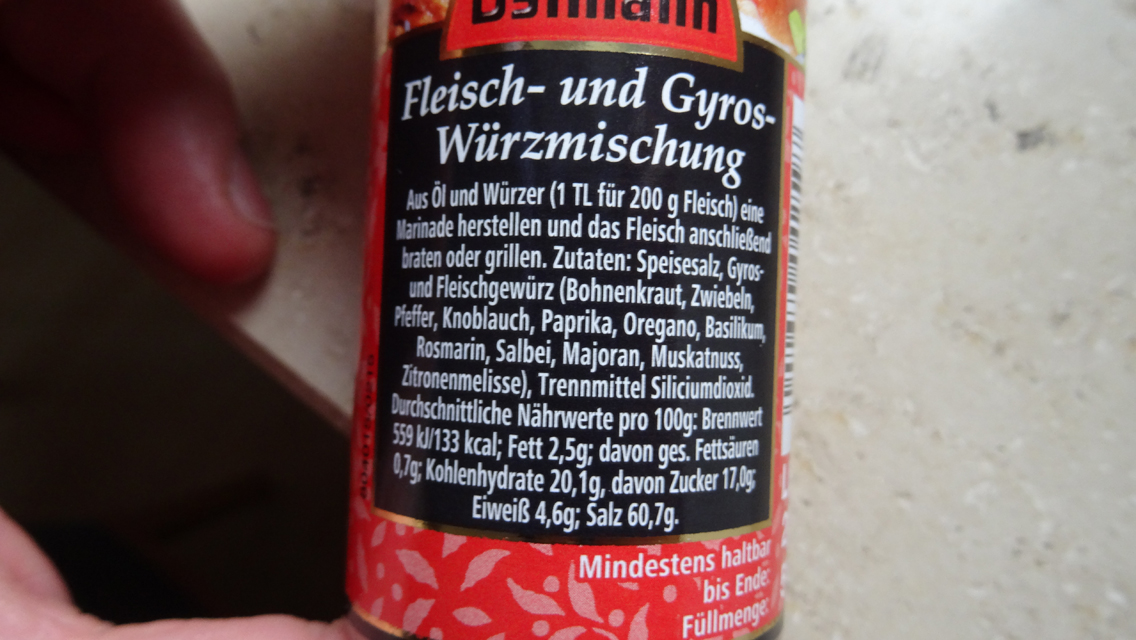 Ostmann
Fleisch- und Gyros-
Würzmischung
Aus Öl und Würzer (1 TL für 200 g Fleisch) eine
Marinade herstellen und das Fleisch anschließend
braten oder grillen. Zutaten: Speisesalz, Gyros-
und Fleischgewürz (Bohnenkraut, Zwiebeln,
Pfeffer, Knoblauch, Paprika, Oregano, Basilikum,
Rosmarin, Salbei, Majoran, Muskatnuss,
Zitronenmelisse), Trennmittel Siliciumdioxid.
Durchschnittliche Nährwerte pro 100g: Brennwert
559 kJ/133 kcal; Fett 2,5g; davon ges. Fettsäuren
0,7g; Kohlenhydrate 20,1g, davon Zucker 17,0g;
Eiweiß 4,6g; Salz 60,7g.
Mindestens haltbar
bis Ende:
Füllmenge: